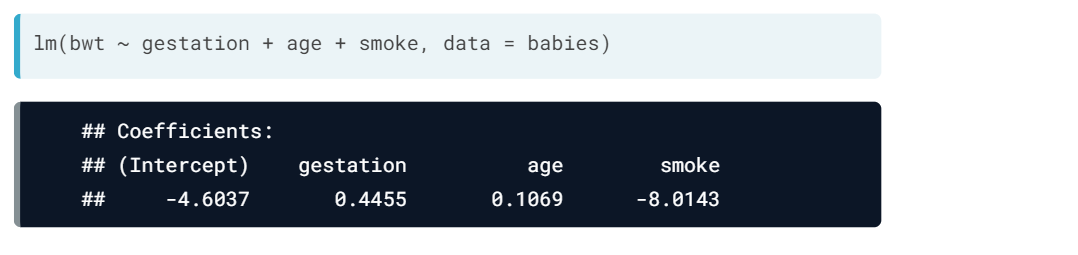 lm(bwt ~ gestation + age + smoke, data = babies)
## Coefficients:
## (Intercept)    gestation          age        smoke
##     -4.6037       0.4455       0.1069      -8.0143